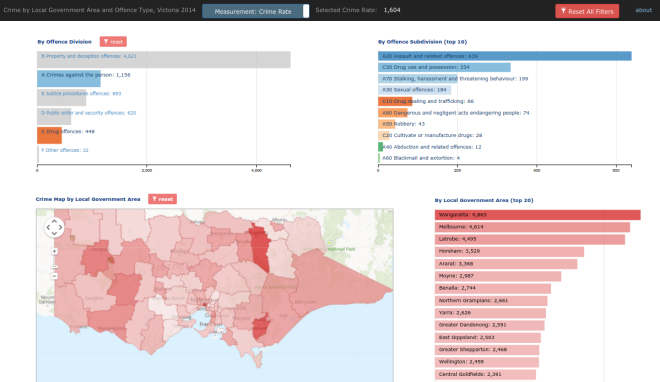 Crime by Local Government Area and Offence Type, Victoria 2014
Measurement: Crime Rate
Selected Crime Rate: 1,604
Reset All Filters
about
By Offence Division
reset
B Property and deception offences: 4,621
A Crimes against the person: 1,156
E Justice procedures offences: 893
D Public order and security offences: 620
C Drug offences: 448
F Other offences: 32
0
2,000
4,000
By Offence Subdivision (top 10)
A20 Assault and related offences: 639
C30 Drug use and possession: 334
A70 Stalking, harassment and threatening behaviour: 199
A30 Sexual offences: 184
C10 Drug dealing and trafficking: 86
A80 Dangerous and negligent acts endangering people: 74
A50 Robbery: 43
C20 Cultivate or manufacture drugs: 28
A40 Abduction and related offences: 12
A60 Blackmail and extortion: 4
0
200
400
600
Crime Map by Local Government Area
reset
+
−
National Park
Mount
Gambier
By Local Government Area (top 20)
Wangaratta: 4,863
Melbourne: 4,614
Latrobe: 4,495
Horsham: 3,529
Ararat: 3,368
Moyne: 2,987
Benalla: 2,744
Northern Grampians: 2,661
Yarra: 2,626
Greater Dandenong: 2,591
East Gippsland: 2,503
Greater Shepparton: 2,468
Wellington: 2,459
Central Goldfields: 2,391